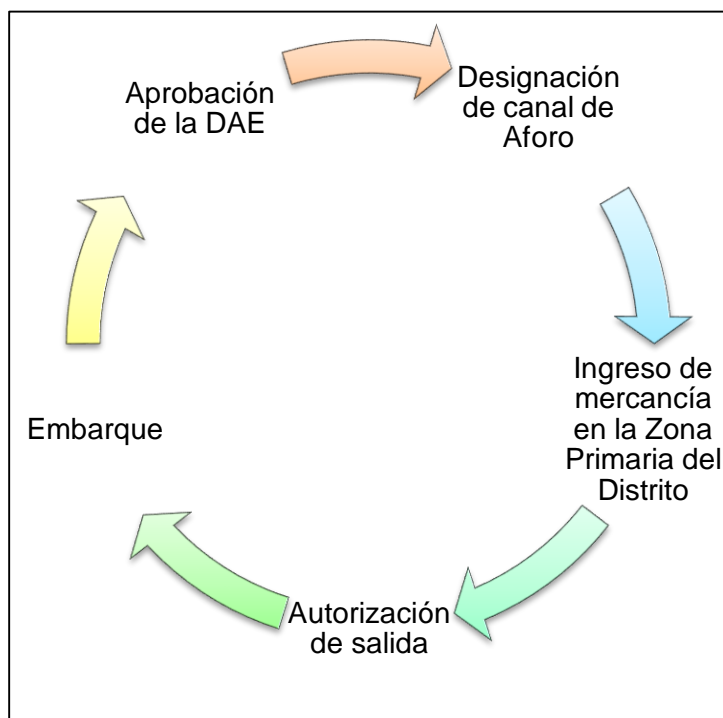 Aprobación
de la DAE
Designación
de canal de
Aforo
Ingreso de
mercancía
en la Zona
Primaria del
Distrito
Autorización
de salida
Embarque